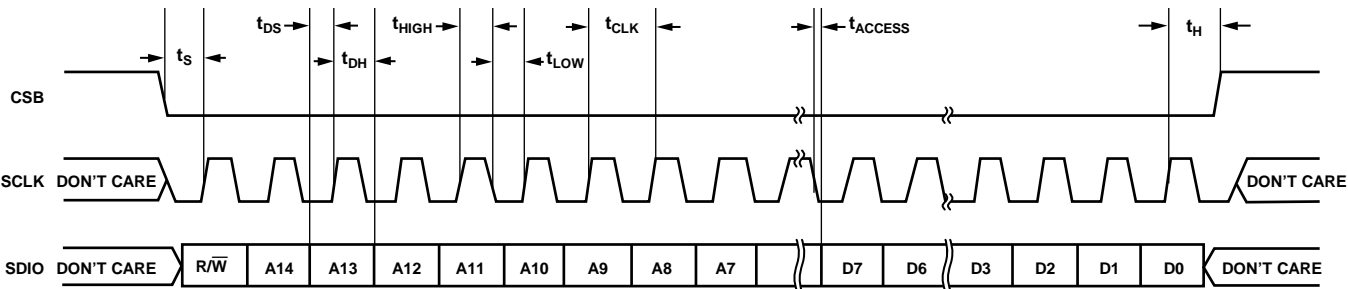 tDS tHIGH tCLK tACCESS tH
tS tDH tLOW
CSB
SCLK DON'T CARE DON'T CARE
SDIO DON'T CARE R/W̅ A14 A13 A12 A11 A10 A9 A8 A7 D7 D6 D3 D2 D1 D0 DON'T CARE